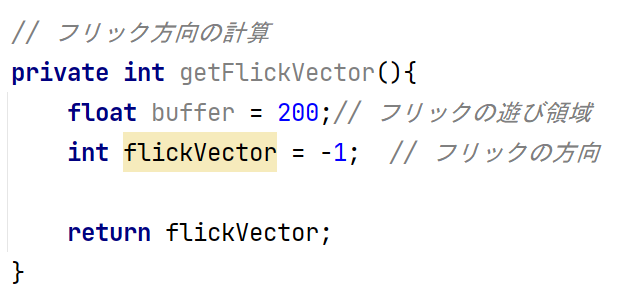 // フリック方向の計算
private int getFlickVector(){
float buffer = 200;// フリックの遊び領域
int flickVector = -1;  // フリックの方向
return flickVector;
}